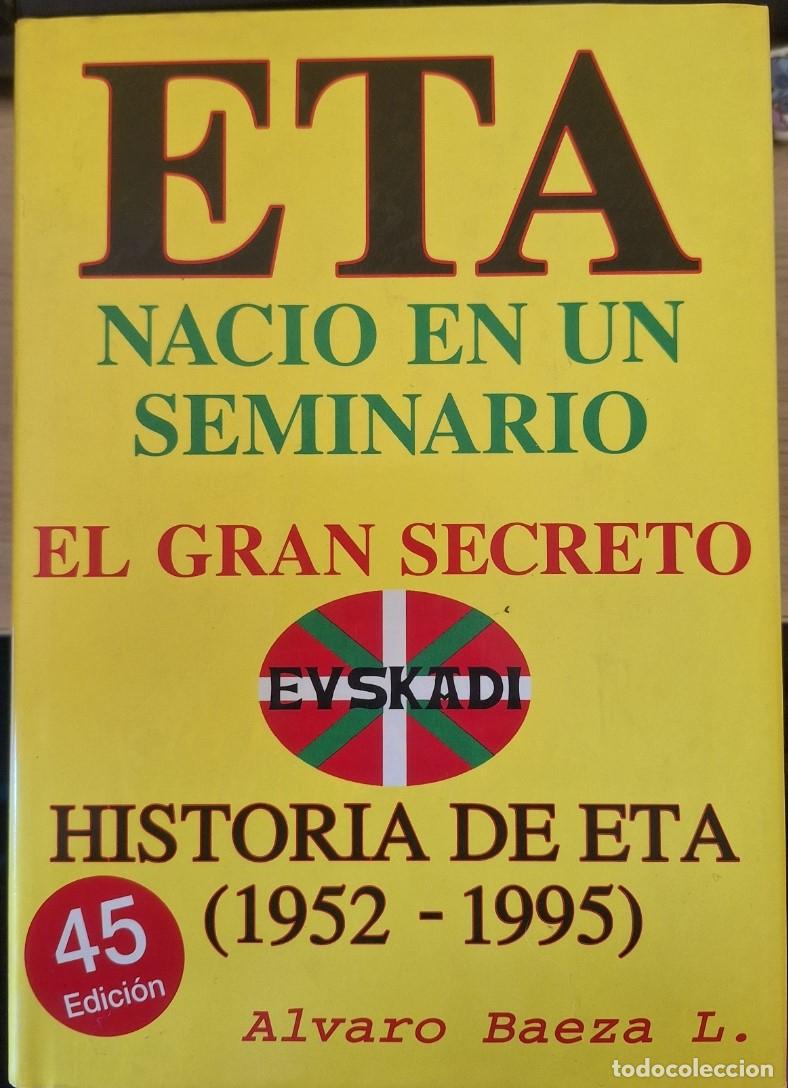 ETA
NACIO EN UN
SEMINARIO
EL GRAN SECRETO
EVSKADI
HISTORIA DE ETA
(1952 - 1995)
45
Edición
Alvaro Baeza L.
todocoleccion